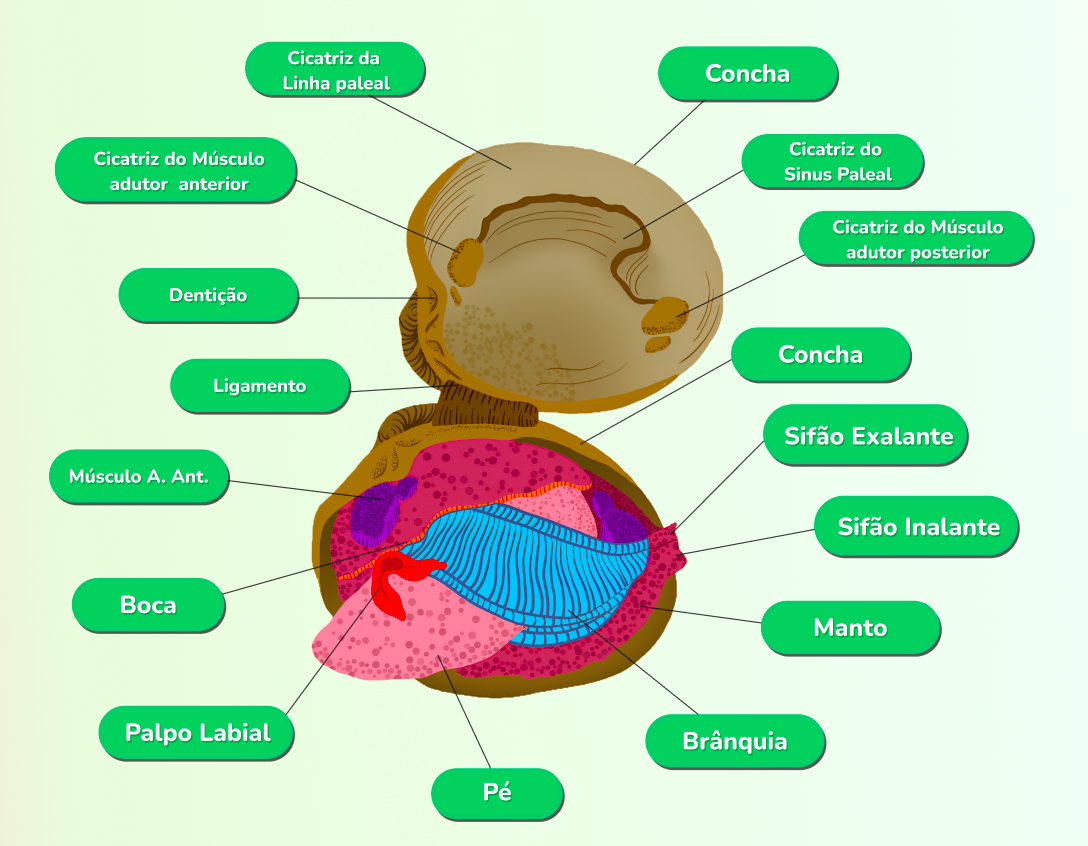 Cicatriz da
Linha paleal
Concha
Cicatriz do Músculo
adutor anterior
Cicatriz do
Sinus Paleal
Cicatriz do Músculo
adutor posterior
Dentição
Concha
Ligamento
Sifão Exalante
Músculo A. Ant.
Sifão Inalante
Boca
Manto
Palpo Labial
Brânquia
Pé